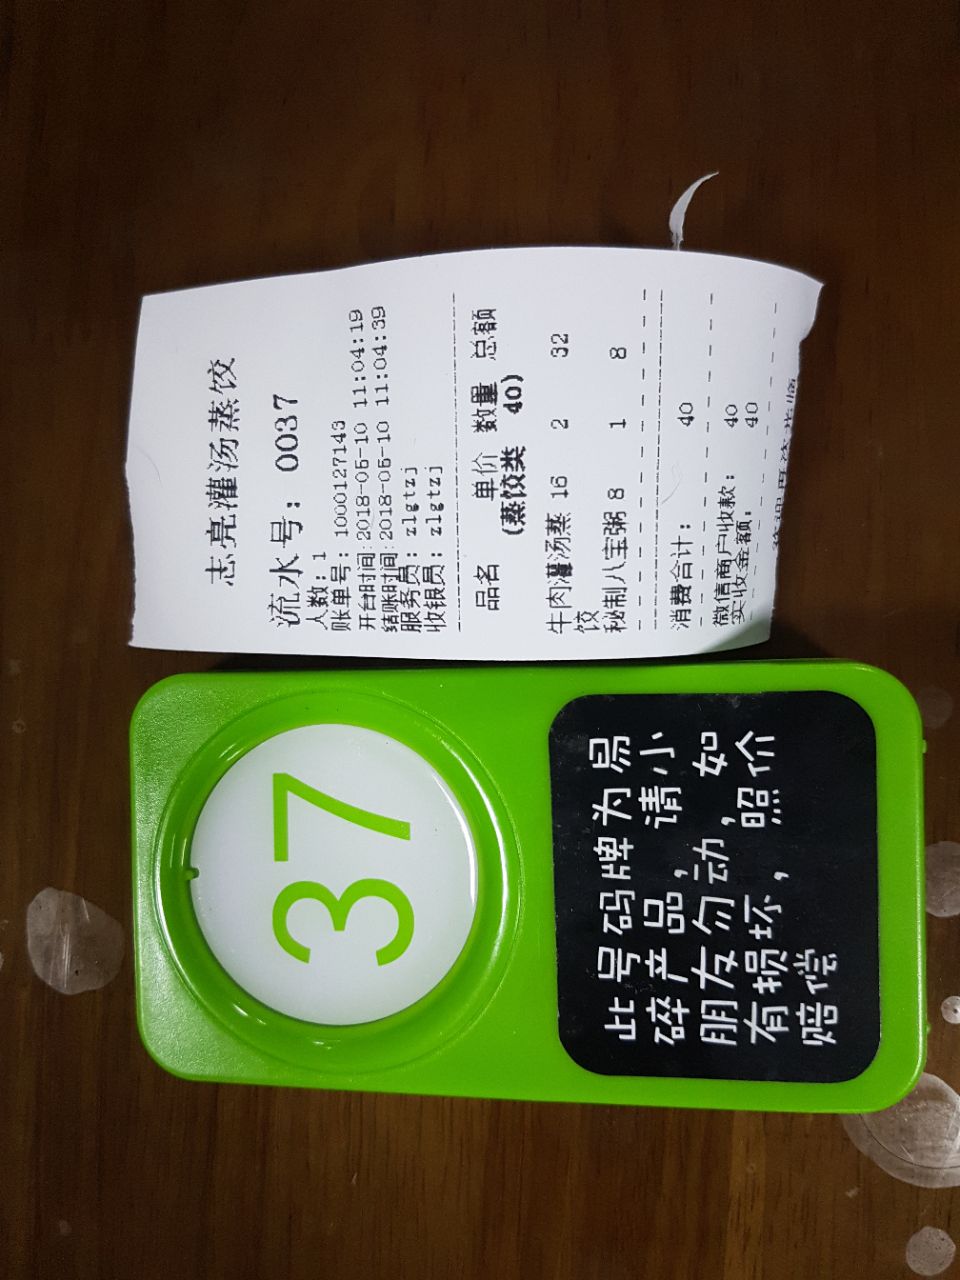 志亮灌汤蒸饺
流水号: 0037
人数: 1
账单号: 1000127143
开台时间: 2018-05-10 11:04:19
结账时间: 2018-05-10 11:04:39
服务员: zlgtzj
收银员: zlgtzj
品名 单价 数量 总额
(蒸饺类 40)
牛肉灌汤蒸 16 2 32
饺
秘制八宝粥 8 1 8
消费合计: 40
微信商户收款: 40
实收金额: 40
37
此号码牌为易
碎产品,请小
朋友勿动,如
有损坏,照价
赔偿